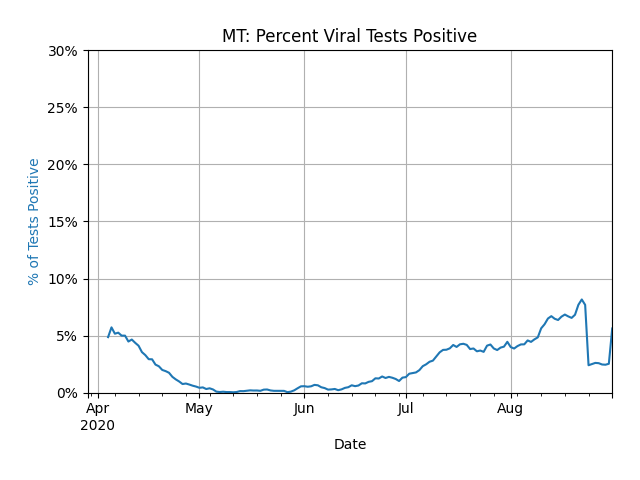 MT: Percent Viral Tests Positive
30%
25%
20%
15%
10%
5%
0%
% of Tests Positive
Apr May Jun Jul Aug
2020
Date